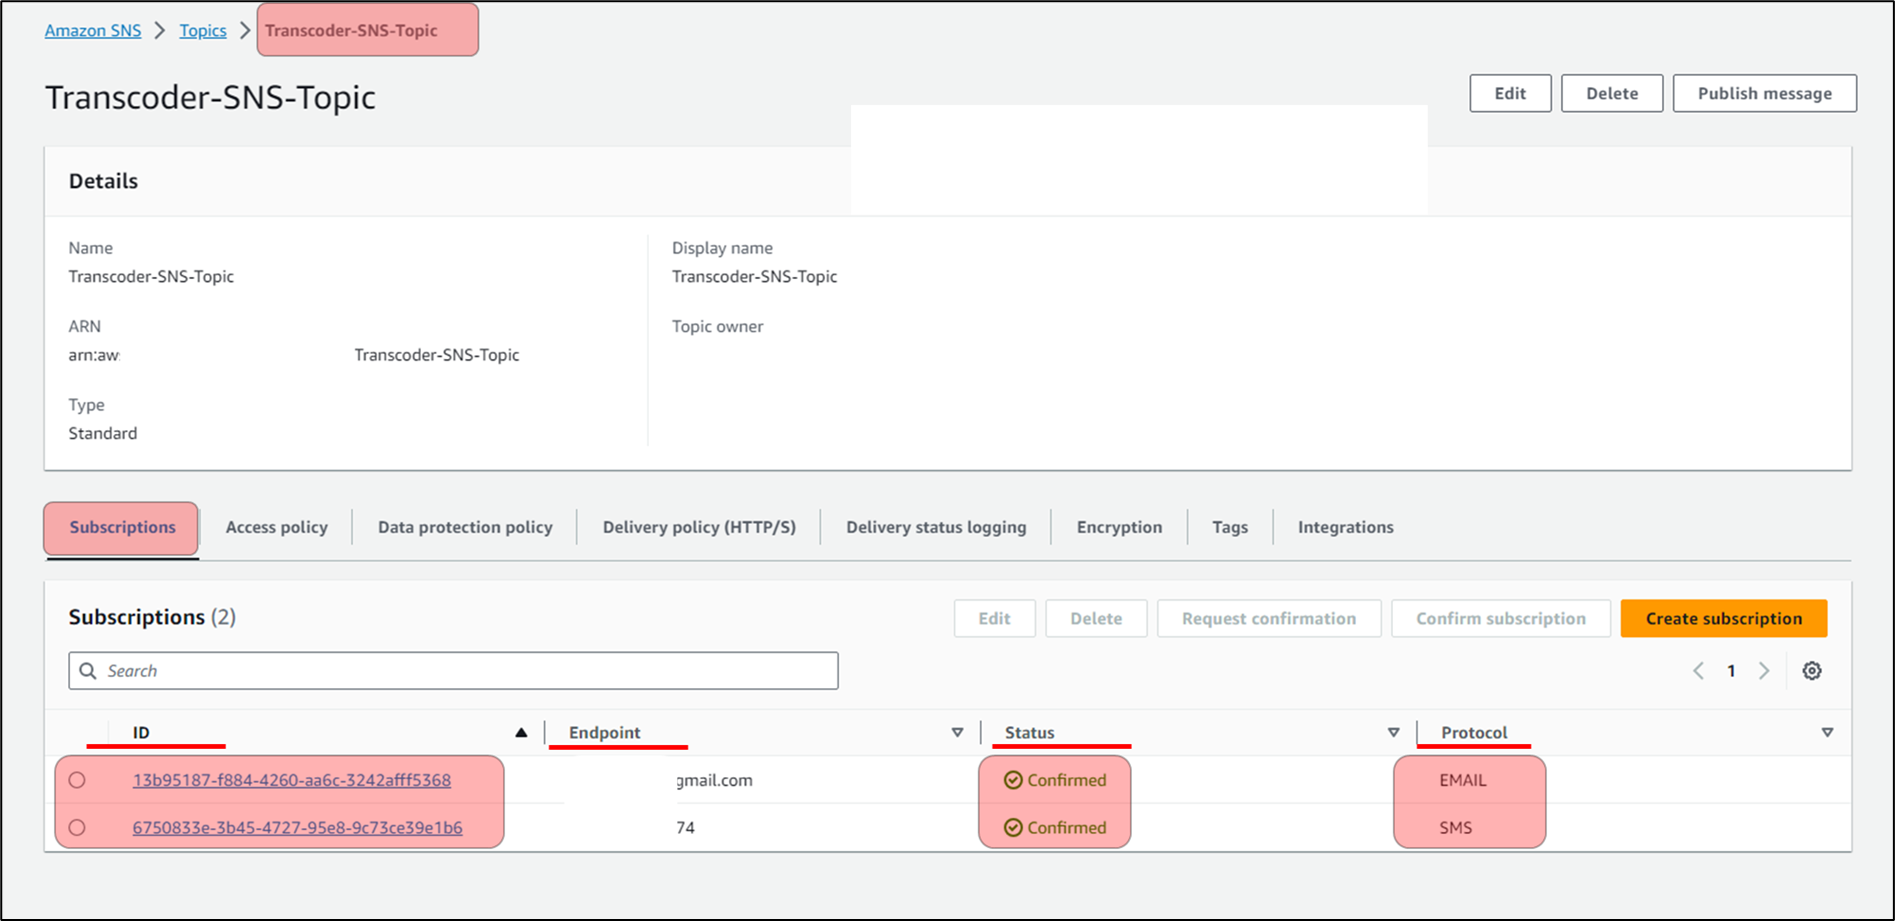 Amazon SNS > Topics > Transcoder-SNS-Topic
Transcoder-SNS-Topic
Edit Delete Publish message
Details
Name
Transcoder-SNS-Topic
Display name
Transcoder-SNS-Topic
ARN
arn:aw Transcoder-SNS-Topic
Topic owner
Type
Standard
Subscriptions Access policy Data protection policy Delivery policy (HTTP/S) Delivery status logging Encryption Tags Integrations
Subscriptions (2)
Edit Delete Request confirmation Confirm subscription Create subscription
Search
1
ID Endpoint Status Protocol
13b95187-f884-4260-aa6c-3242afff5368 gmail.com Confirmed EMAIL
6750833e-3b45-4727-95e8-9c73ce39e1b6 74 Confirmed SMS